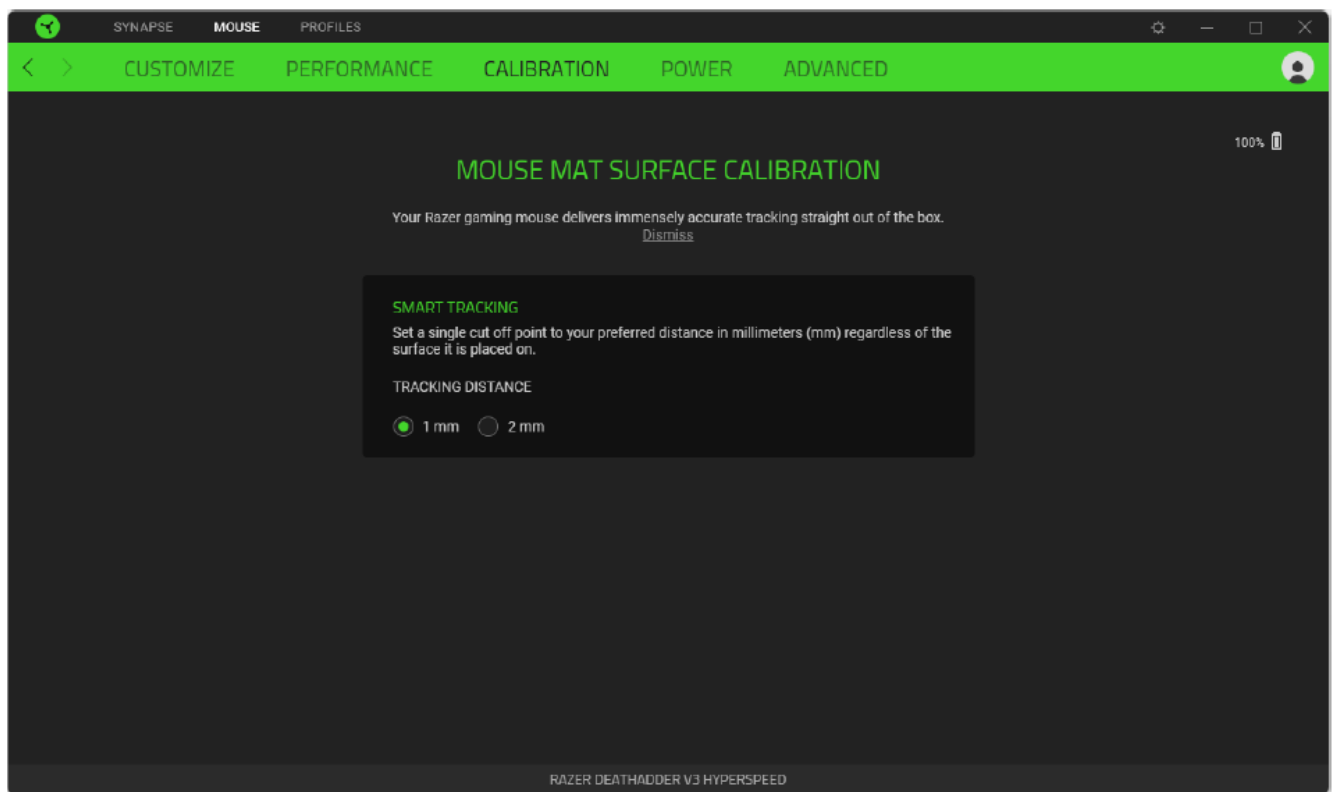 SYNAPSE MOUSE PROFILES
CUSTOMIZE PERFORMANCE CALIBRATION POWER ADVANCED
100%
MOUSE MAT SURFACE CALIBRATION
Your Razer gaming mouse delivers immensely accurate tracking straight out of the box.
Dismiss
SMART TRACKING
Set a single cut off point to your preferred distance in millimeters (mm) regardless of the
surface it is placed on.
TRACKING DISTANCE
1 mm 2 mm
RAZER DEATHADDER V3 HYPERSPEED